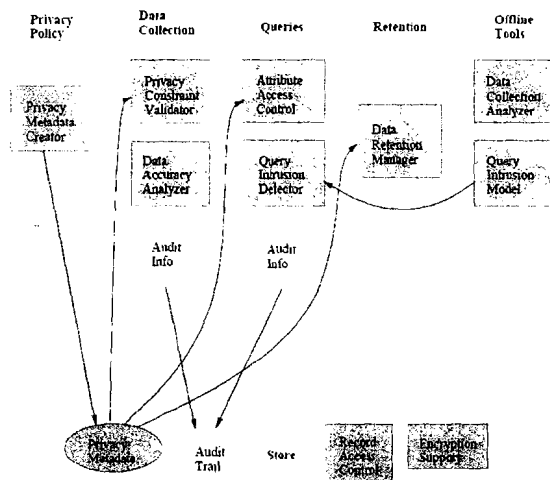 Privacy
Policy
Data
Collection
Queries
Retention
Offline
Tools
Privacy
Metadata
Creator
Privacy
Constraint
Validator
Attribute
Access
Control
Data
Retention
Manager
Data
Collection
Analyzer
Data
Accuracy
Analyzer
Query
Intrusion
Detector
Query
Intrusion
Model
Audit
Info
Audit
Info
Privacy
Metadata
Audit
Trail
Store
Record
Access
Control
Encryption
Support